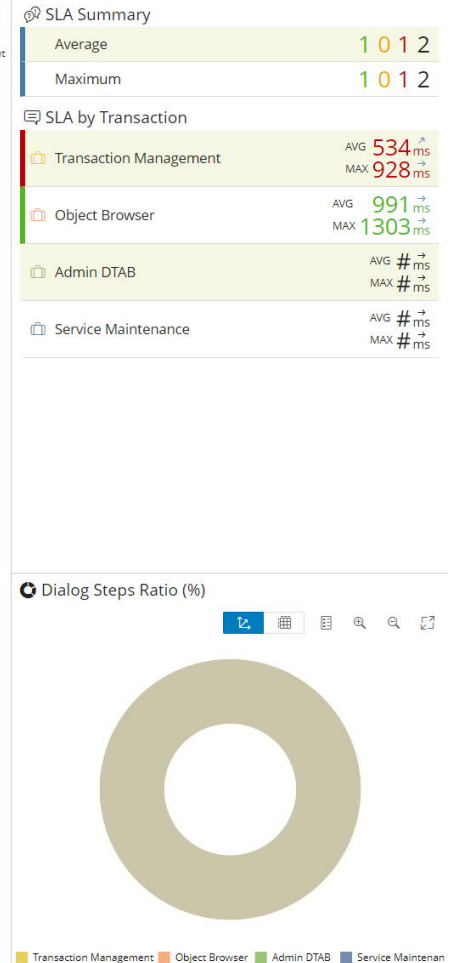 SLA Summary
Average 1 0 1 2
Maximum 1 0 1 2
SLA by Transaction
Transaction Management AVG 534 ms
MAX 928 ms
Object Browser AVG 991 ms
MAX 1303 ms
Admin DTAB AVG # ms
MAX # ms
Service Maintenance AVG # ms
MAX # ms
Dialog Steps Ratio (%)
Transaction Management Object Browser Admin DTAB Service Maintenan